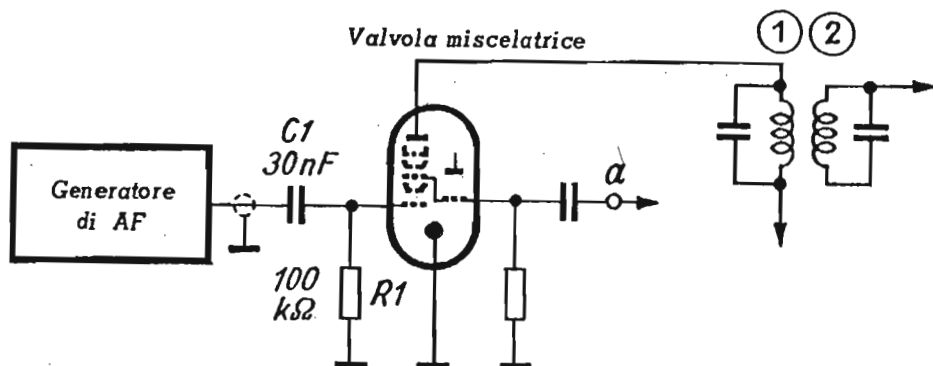 Valvola miscelatrice
1 2
C1
30nF
Generatore
di AF
a
100
kΩ
R1